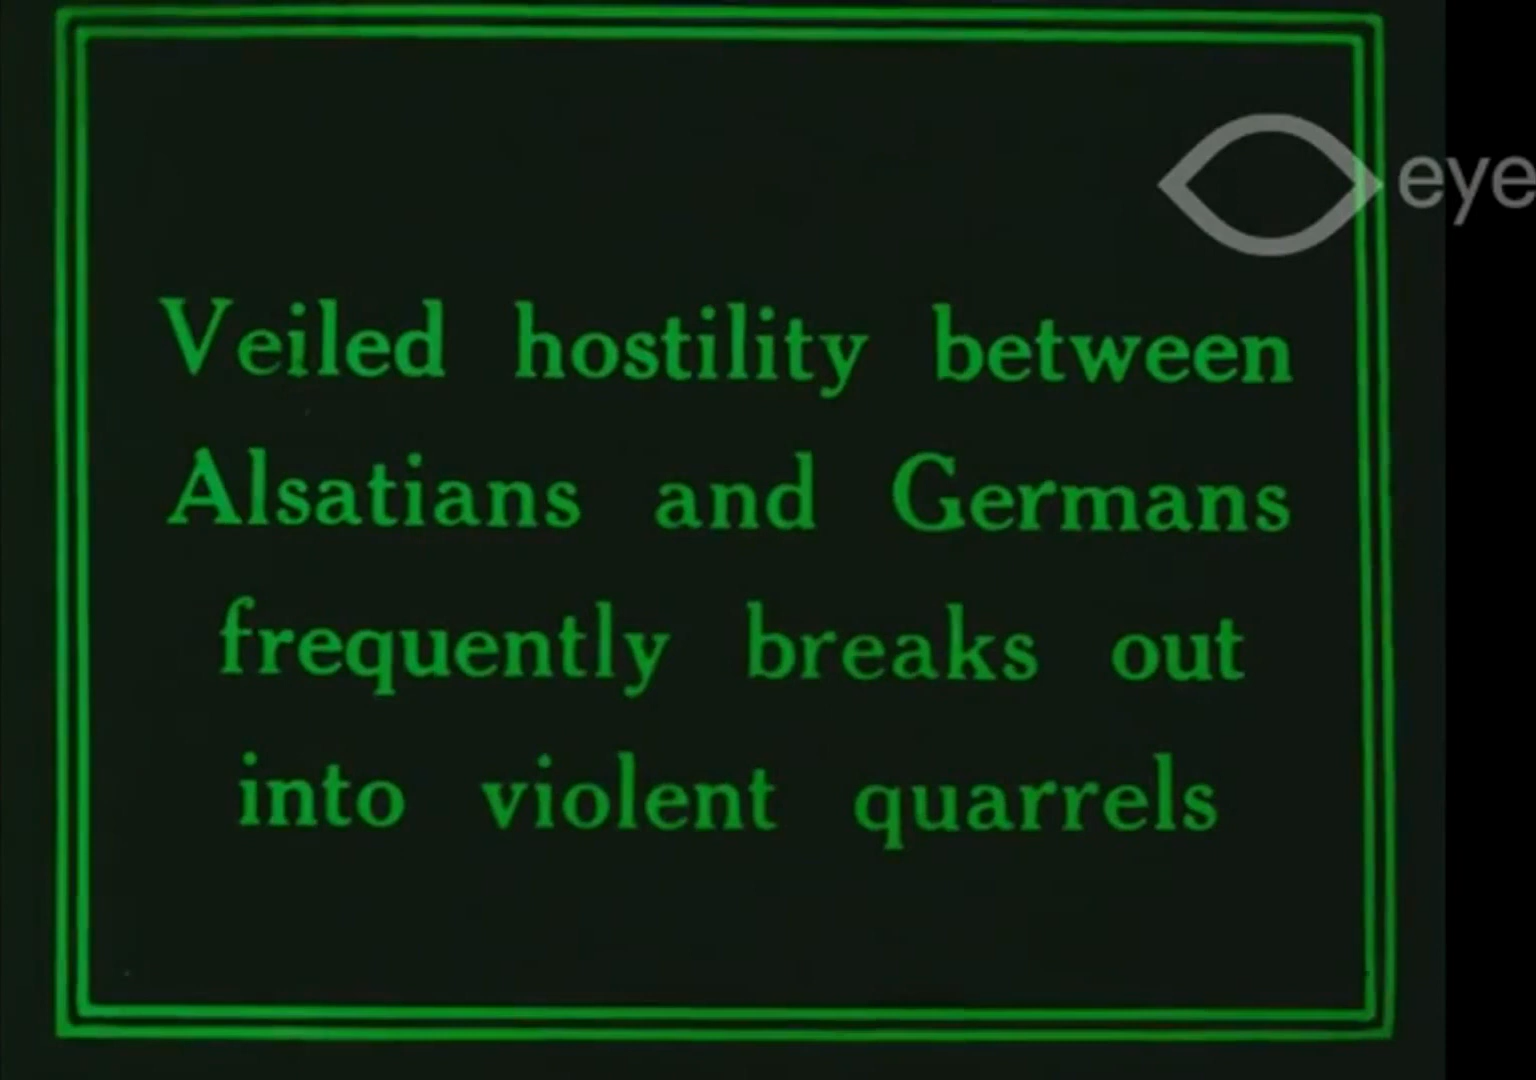 eye
Veiled hostility between
Alsatians and Germans
frequently breaks out
into violent quarrels